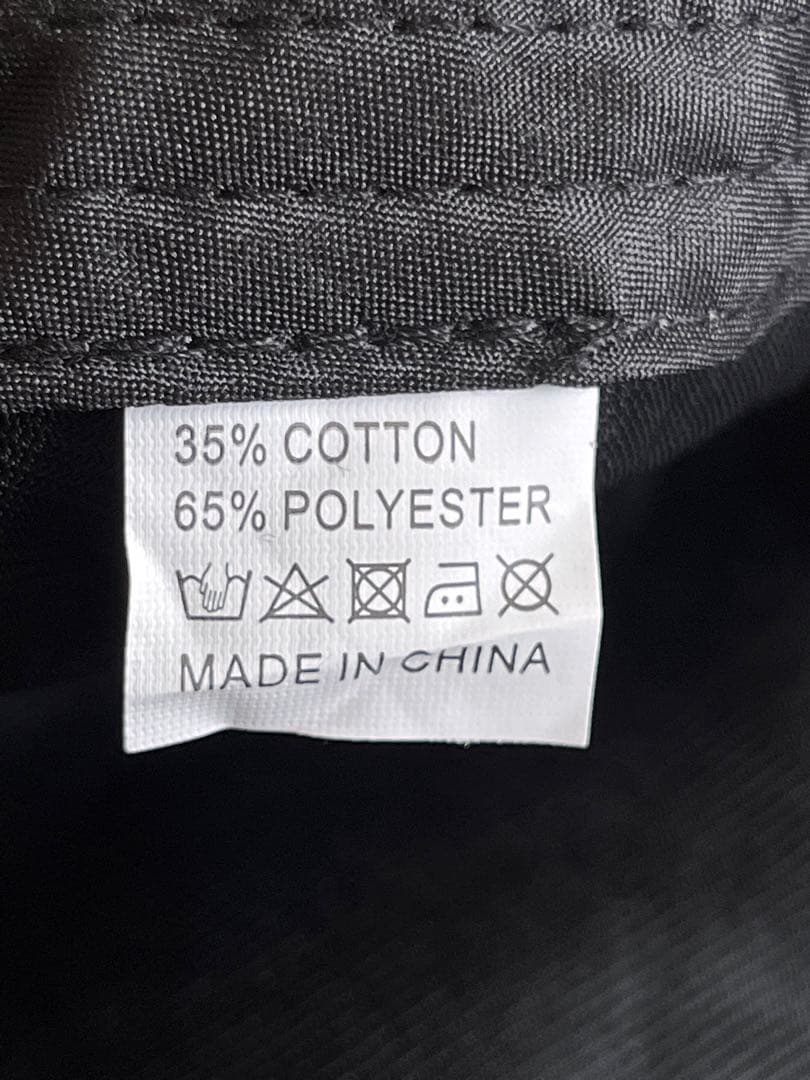 35% COTTON
65% POLYESTER
MADE IN CHINA